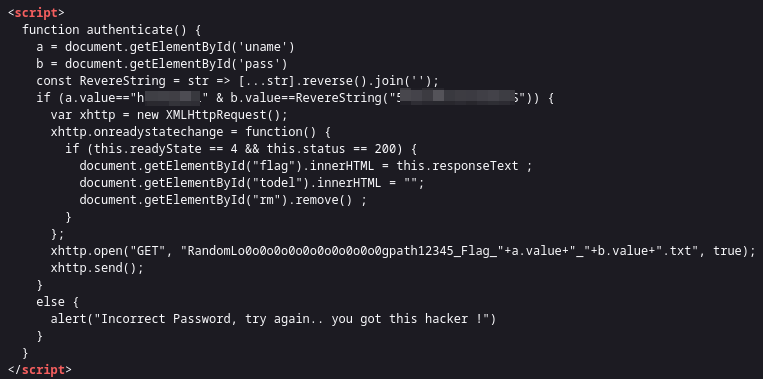 <script>
function authenticate() {
a = document.getElementById('uname')
b = document.getElementById('pass')
const RevereString = str => [...str].reverse().join('');
if (a.value=="h" & b.value==RevereString("5")) {
var xhttp = new XMLHttpRequest();
xhttp.onreadystatechange = function() {
if (this.readyState == 4 && this.status == 200) {
document.getElementById("flag").innerHTML = this.responseText ;
document.getElementById("todel").innerHTML = "";
document.getElementById("rm").remove() ;
}
};
xhttp.open("GET", "RandomLo0o0o0o0o0o0o0o0o0o0gpath12345_Flag_"+a.value+"_"+b.value+".txt", true);
xhttp.send();
}
else {
alert("Incorrect Password, try again.. you got this hacker !")
}
}
</script>